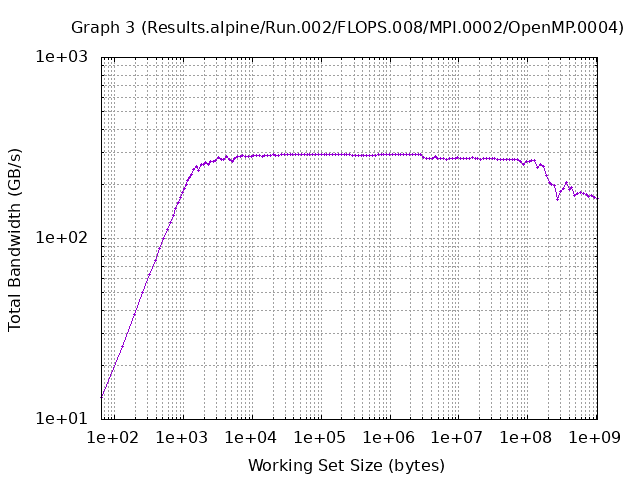 Graph 3 (Results.alpine/Run.002/FLOPS.008/MPI.0002/OpenMP.0004)
1e+03
1e+02
1e+01
Total Bandwidth (GB/s)
1e+02 1e+03 1e+04 1e+05 1e+06 1e+07 1e+08 1e+09
Working Set Size (bytes)